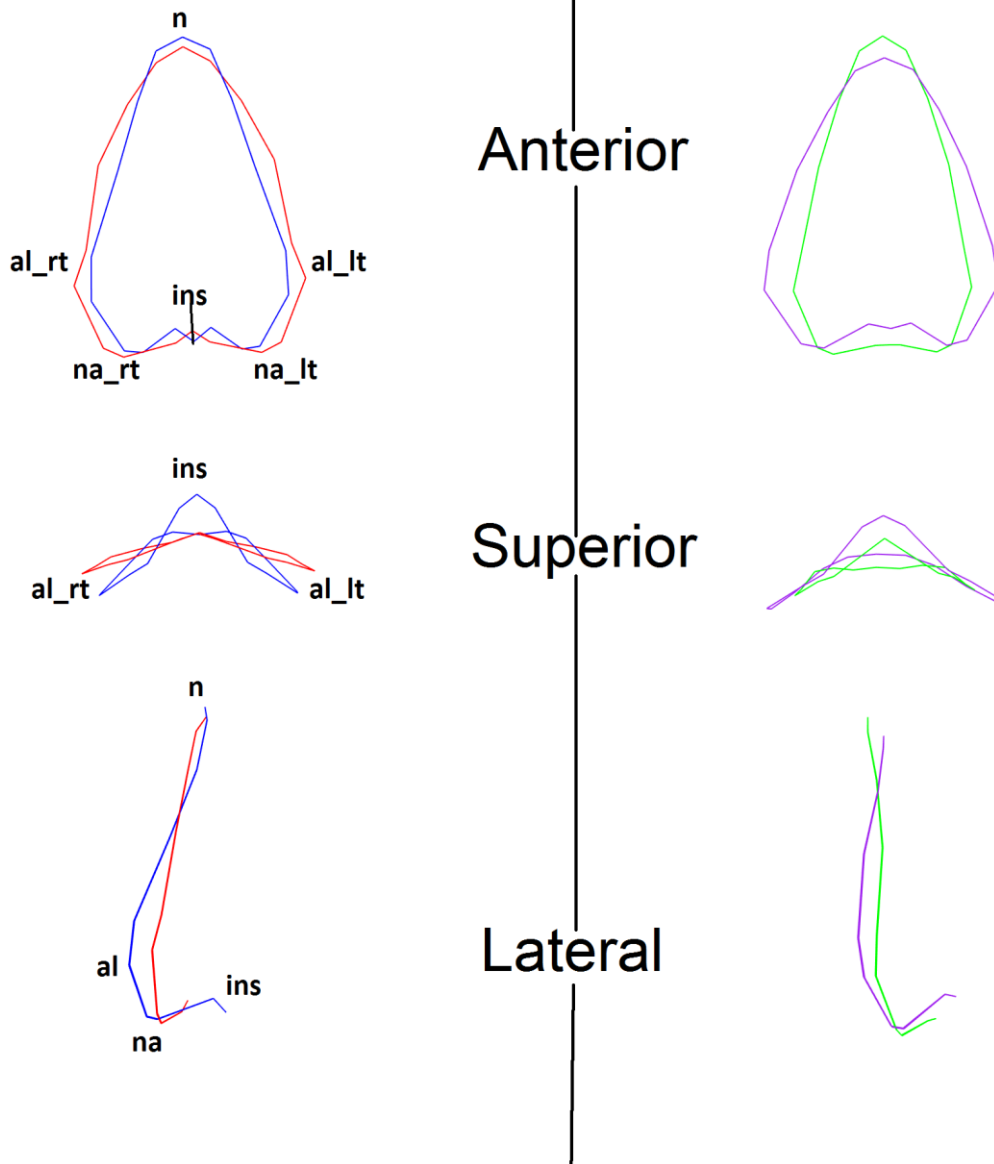 n
Anterior
al_rt
al_lt
ins
na_rt
na_lt
ins
Superior
al_rt
al_lt
n
Lateral
al
ins
na